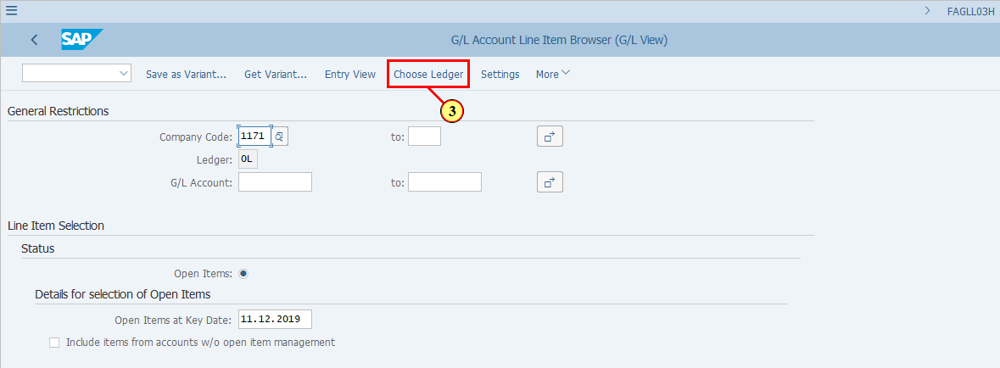 FAGLL03H
SAP G/L Account Line Item Browser (G/L View)
Save as Variant... Get Variant... Entry View Choose Ledger Settings More
3
General Restrictions
Company Code: 1171 to:
Ledger: 0L
G/L Account: to:
Line Item Selection
Status
Open Items:
Details for selection of Open Items
Open Items at Key Date: 11.12.2019
Include items from accounts w/o open item management